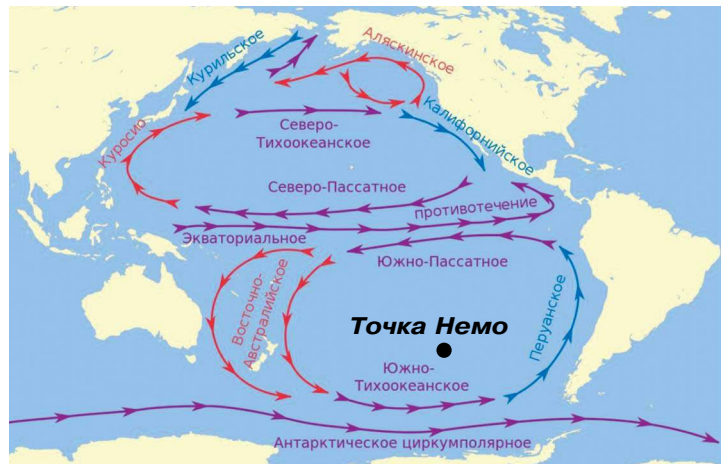 Курильское
Аляскинское
Куросио
Северо-
Тихоокеанское
Калифорнийское
Северо-Пассатное
противотечение
Экваториальное
Южно-Пассатное
Восточно-
Австралийское
Точка Немо
Перуанское
Южно-
Тихоокеанское
Антарктическое циркумполярное